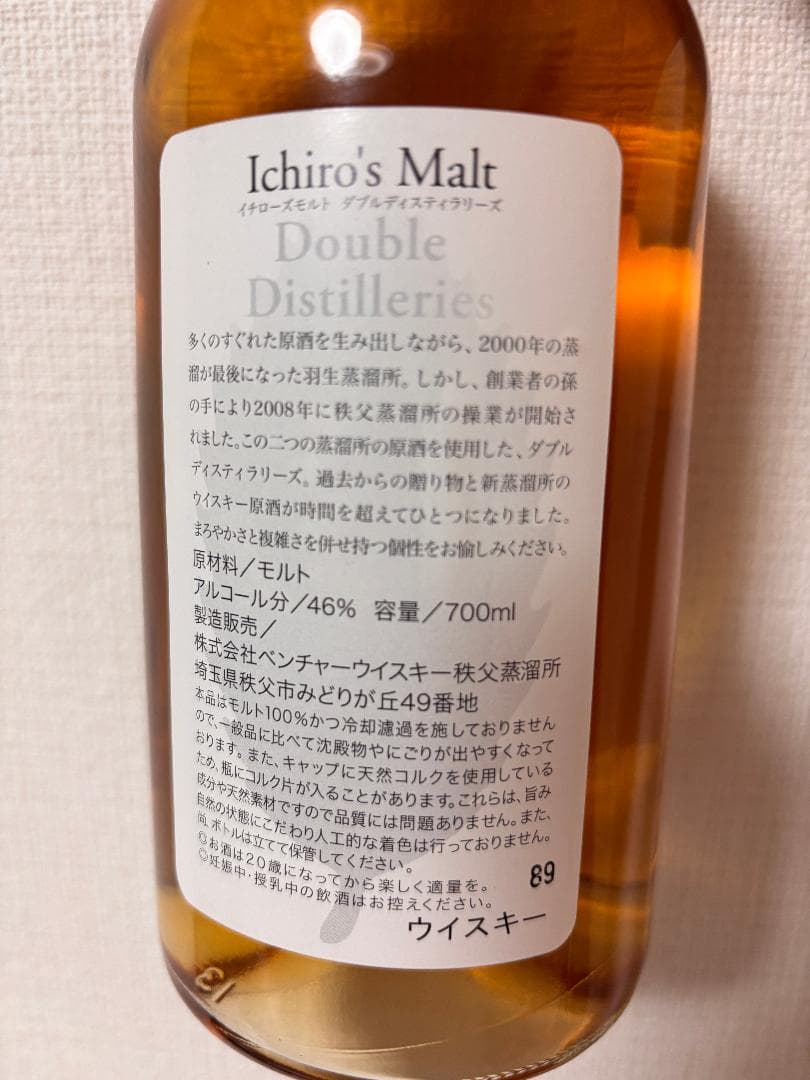 Ichiro's Malt
イチローズモルト ダブルディスティラリーズ
Double
Distilleries
多くのすぐれた原酒を生み出しながら、2000年の蒸
溜が最後になった羽生蒸溜所。しかし、創業者の孫
の手により2008年に秩父蒸溜所の操業が開始さ
れました。この二つの蒸溜所の原酒を使用した、ダブル
ディスティラリーズ。過去からの贈り物と新蒸溜所の
ウイスキー原酒が時間を超えてひとつになりました。
まろやかさと複雑さを併せ持つ個性をお愉しみください。
原材料/モルト
アルコール分/46% 容量/700ml
製造販売/
株式会社ベンチャーウイスキー秩父蒸溜所
埼玉県秩父市みどりが丘49番地
本品はモルト100%かつ冷却濾過を施しておりません
ので、一般品に比べて沈殿物やにごりが出やすくなって
おります。また、キャップに天然コルクを使用している
ため、瓶にコルク片が入ることがあります。これらは、旨み
成分や天然素材ですので品質には問題ありません。また、
自然の状態にこだわり人工的な着色は行っておりません。
尚、ボトルは立てて保管してください。
◎お酒は20歳になってから楽しく適量を。
◎妊娠中・授乳中の飲酒はお控えください。
89
ウイスキー
13